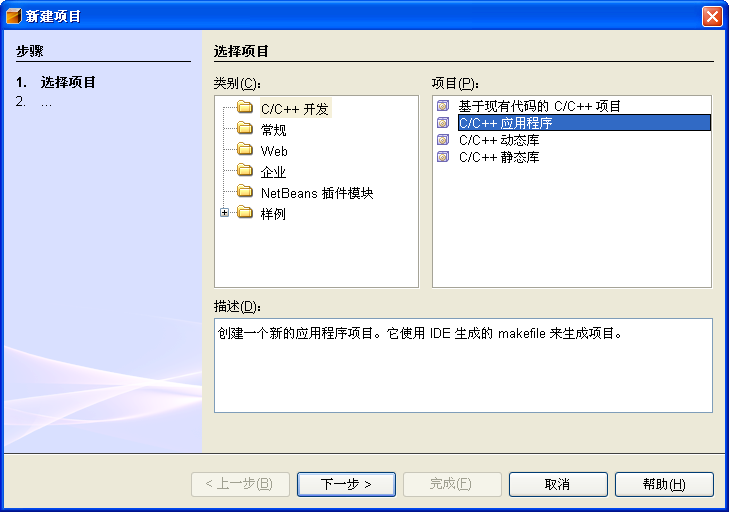 新建项目
步骤
1. 选择项目
2. ...
选择项目
类别(C):
C/C++ 开发
常规
Web
企业
NetBeans 插件模块
样例
项目(P):
基于现有代码的 C/C++ 项目
C/C++ 应用程序
C/C++ 动态库
C/C++ 静态库
描述(D):
创建一个新的应用程序项目。它使用 IDE 生成的 makefile 来生成项目。
< 上一步(B)
下一步 >
完成(F)
取消
帮助(H)